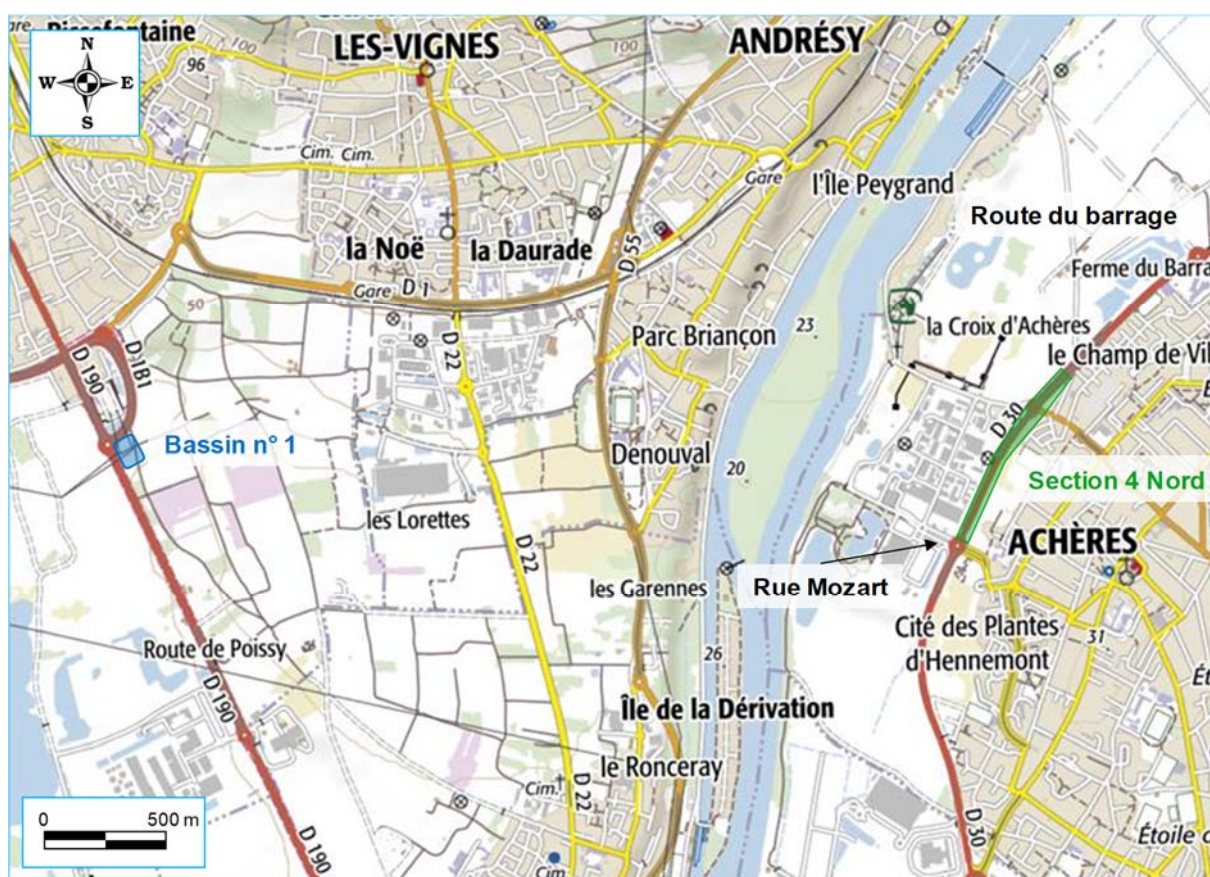 N
W
E
S
LES-VIGNES
ANDRÉSY
100
100
96
Cim. Cim.
Gare
l'Île Peygrand
Route du barrage
la Noë
la Daurade
D 55
Ferme du Barra
Gare
D 1
50
50
Parc Briançon
23
la Croix d'Achères
le Champ de Vil
D 190
D 1B1
D 22
D 30
Bassin n° 1
Denouval
20
Section 4 Nord
les Lorettes
ACHÈRES
D 22
les Garennes
Rue Mozart
Cité des Plantes
d'Hennemont
31
Route de Poissy
26
D 190
Île de la Dérivation
le Ronceray
Cim.
D 22
0
500 m
D 190
D 30
Étoile
Cim